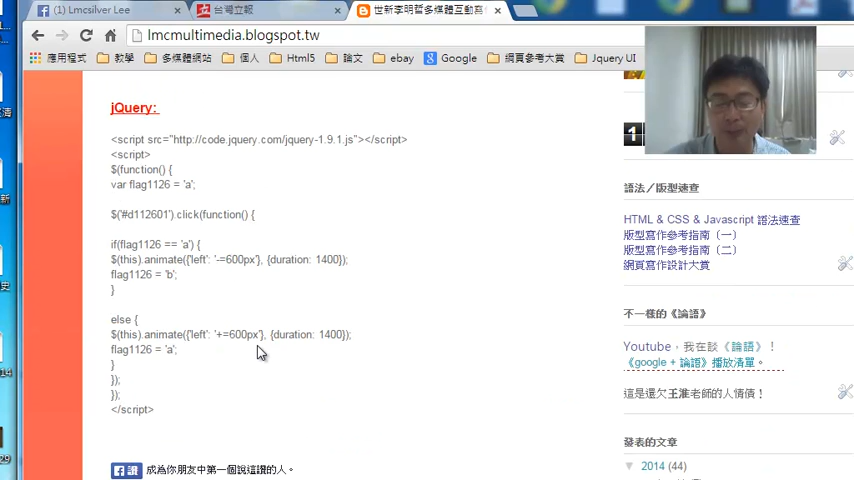 (1) Lmcsilver Lee
台灣立報
世新李明哲多媒體互動寫
lmcmultimedia.blogspot.tw
應用程式
教學
多媒體網站
個人
Html5
論文
ebay
Google
網頁參考大賞
Jquery UI
jQuery:
<script src="http://code.jquery.com/jquery-1.9.1.js"></script>
<script>
$(function() {
var flag1126 = 'a';
$('#d112601').click(function() {
if(flag1126 == 'a') {
$(this).animate({'left': '-=600px'}, {duration: 1400});
flag1126 = 'b';
}
else {
$(this).animate({'left': '+=600px'}, {duration: 1400});
flag1126 = 'a';
}
});
});
</script>
讚
成為你朋友中第一個說這讚的人。
1
語法／版型速查
HTML & CSS & Javascript 語法速查
版型寫作參考指南（一）
版型寫作參考指南（二）
網頁寫作設計大賞
不一樣的《論語》
Youtube，我在談《論語》！
《google + 論語》播放清單。
這是還欠王淮老師的人情債！
發表的文章
▼ 2014 (44)
清
新
史
14
29